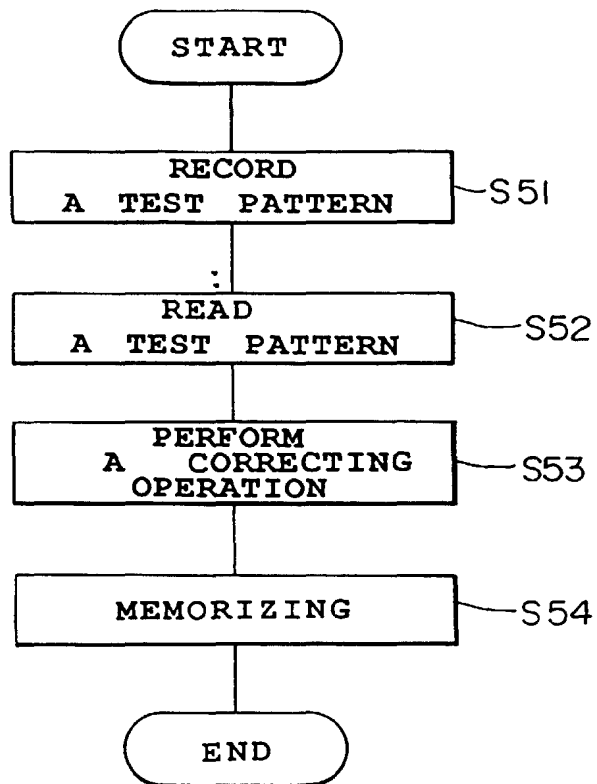 START
RECORD
A TEST PATTERN
S51
READ
A TEST PATTERN
S52
PERFORM
A CORRECTING
OPERATION
S53
MEMORIZING
S54
END